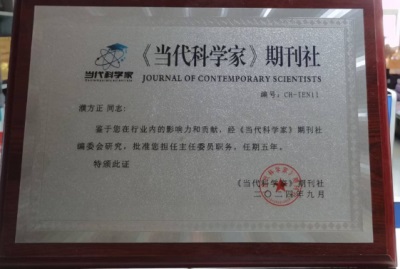 当代科学家
《当代科学家》期刊社
JOURNAL OF CONTEMPORARY SCIENTISTS
编号：CH-IEN11
濮方正 同志：
鉴于您在行业内的影响力和贡献、经《当代科学家》期刊社
编委会研究，批准您担任主任委员职务，任期五年。
特颁此证
《当代科学家》期刊社
二〇二四年九月